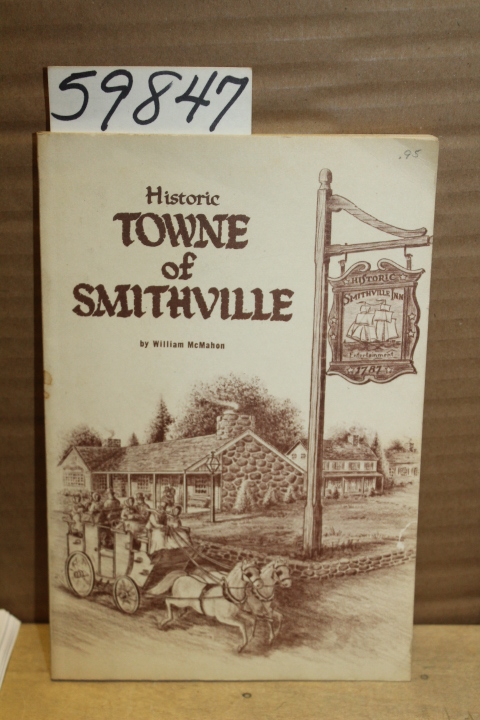 59847
.95
Historic
TOWNE
of
SMITHVILLE
by William McMahon
HISTORIC
SMITHVILLE INN
Entertainment
1787